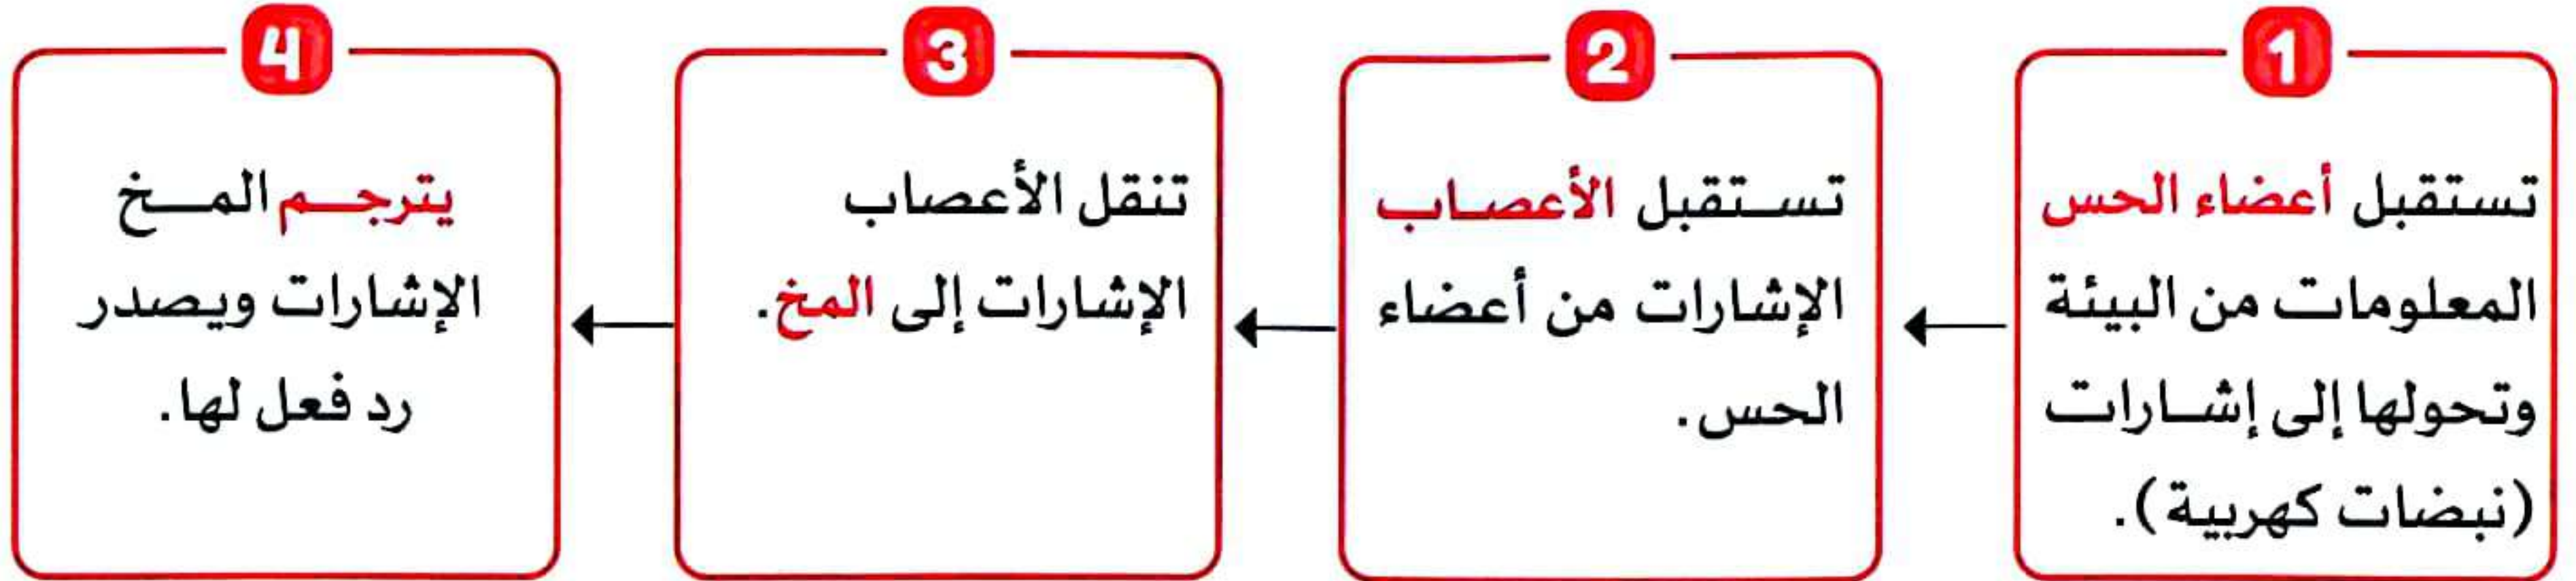 1
تستقبل أعضاء الحس
المعلومات من البيئة
وتحولها إلى إشارات
(نبضات كهربية).
2
تستقبل الأعصاب
الإشارات من أعضاء
الحس.
3
تنقل الأعصاب
الإشارات إلى المخ.
4
يترجم المخ
الإشارات ويصدر
رد فعل لها.